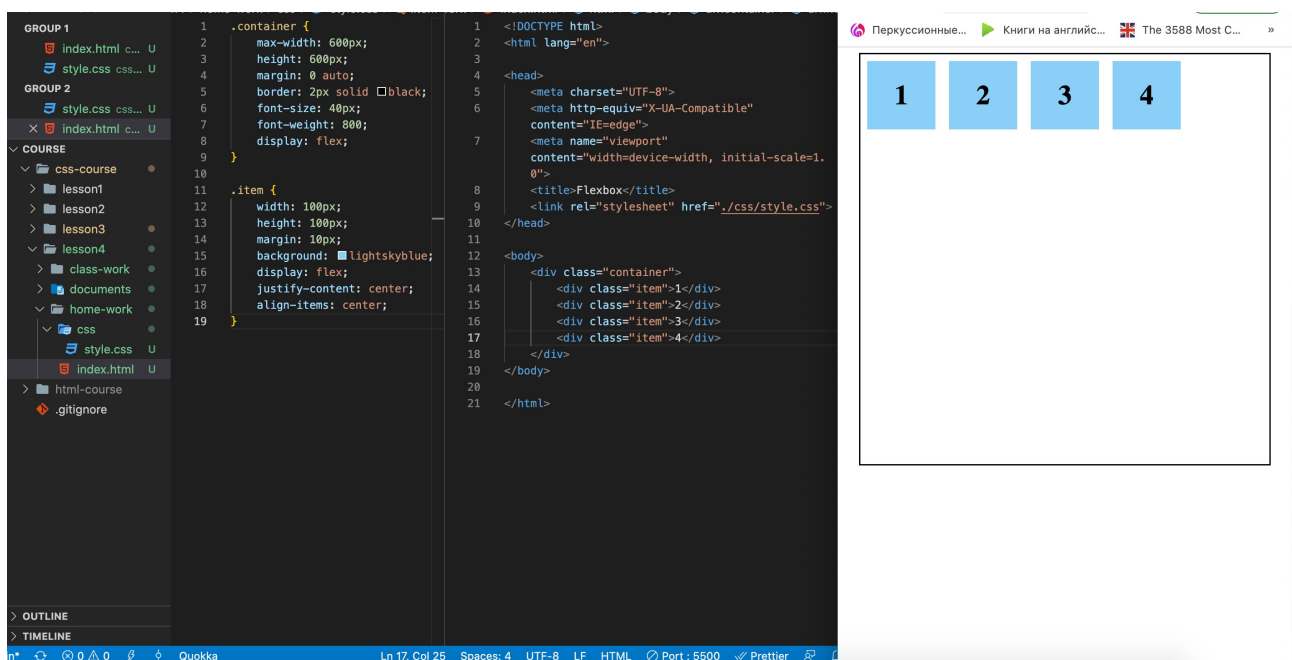 GROUP 1
index.html c... U
style.css css... U
GROUP 2
style.css css... U
index.html c... U
COURSE
css-course
lesson1
lesson2
lesson3
lesson4
class-work
documents
home-work
css
style.css U
index.html U
html-course
.gitignore
OUTLINE
TIMELINE
1 .container {
2 max-width: 600px;
3 height: 600px;
4 margin: 0 auto;
5 border: 2px solid black;
6 font-size: 40px;
7 font-weight: 800;
8 display: flex;
9 }
10
11 .item {
12 width: 100px;
13 height: 100px;
14 margin: 10px;
15 background: lightskyblue;
16 display: flex;
17 justify-content: center;
18 align-items: center;
19 }
1 <!DOCTYPE html>
2 <html lang="en">
3
4 <head>
5 <meta charset="UTF-8">
6 <meta http-equiv="X-UA-Compatible"
content="IE=edge">
7 <meta name="viewport"
content="width=device-width, initial-scale=1.
0">
8 <title>Flexbox</title>
9 <link rel="stylesheet" href="./css/style.css">
10 </head>
11
12 <body>
13 <div class="container">
14 <div class="item">1</div>
15 <div class="item">2</div>
16 <div class="item">3</div>
17 <div class="item">4</div>
18 </div>
19 </body>
20
21 </html>
Перкуссионные... Книги на английс... The 3588 Most C... »
1 2 3 4
0 0 Quokka Ln 17, Col 25 Spaces: 4 UTF-8 LF HTML Port : 5500 Prettier